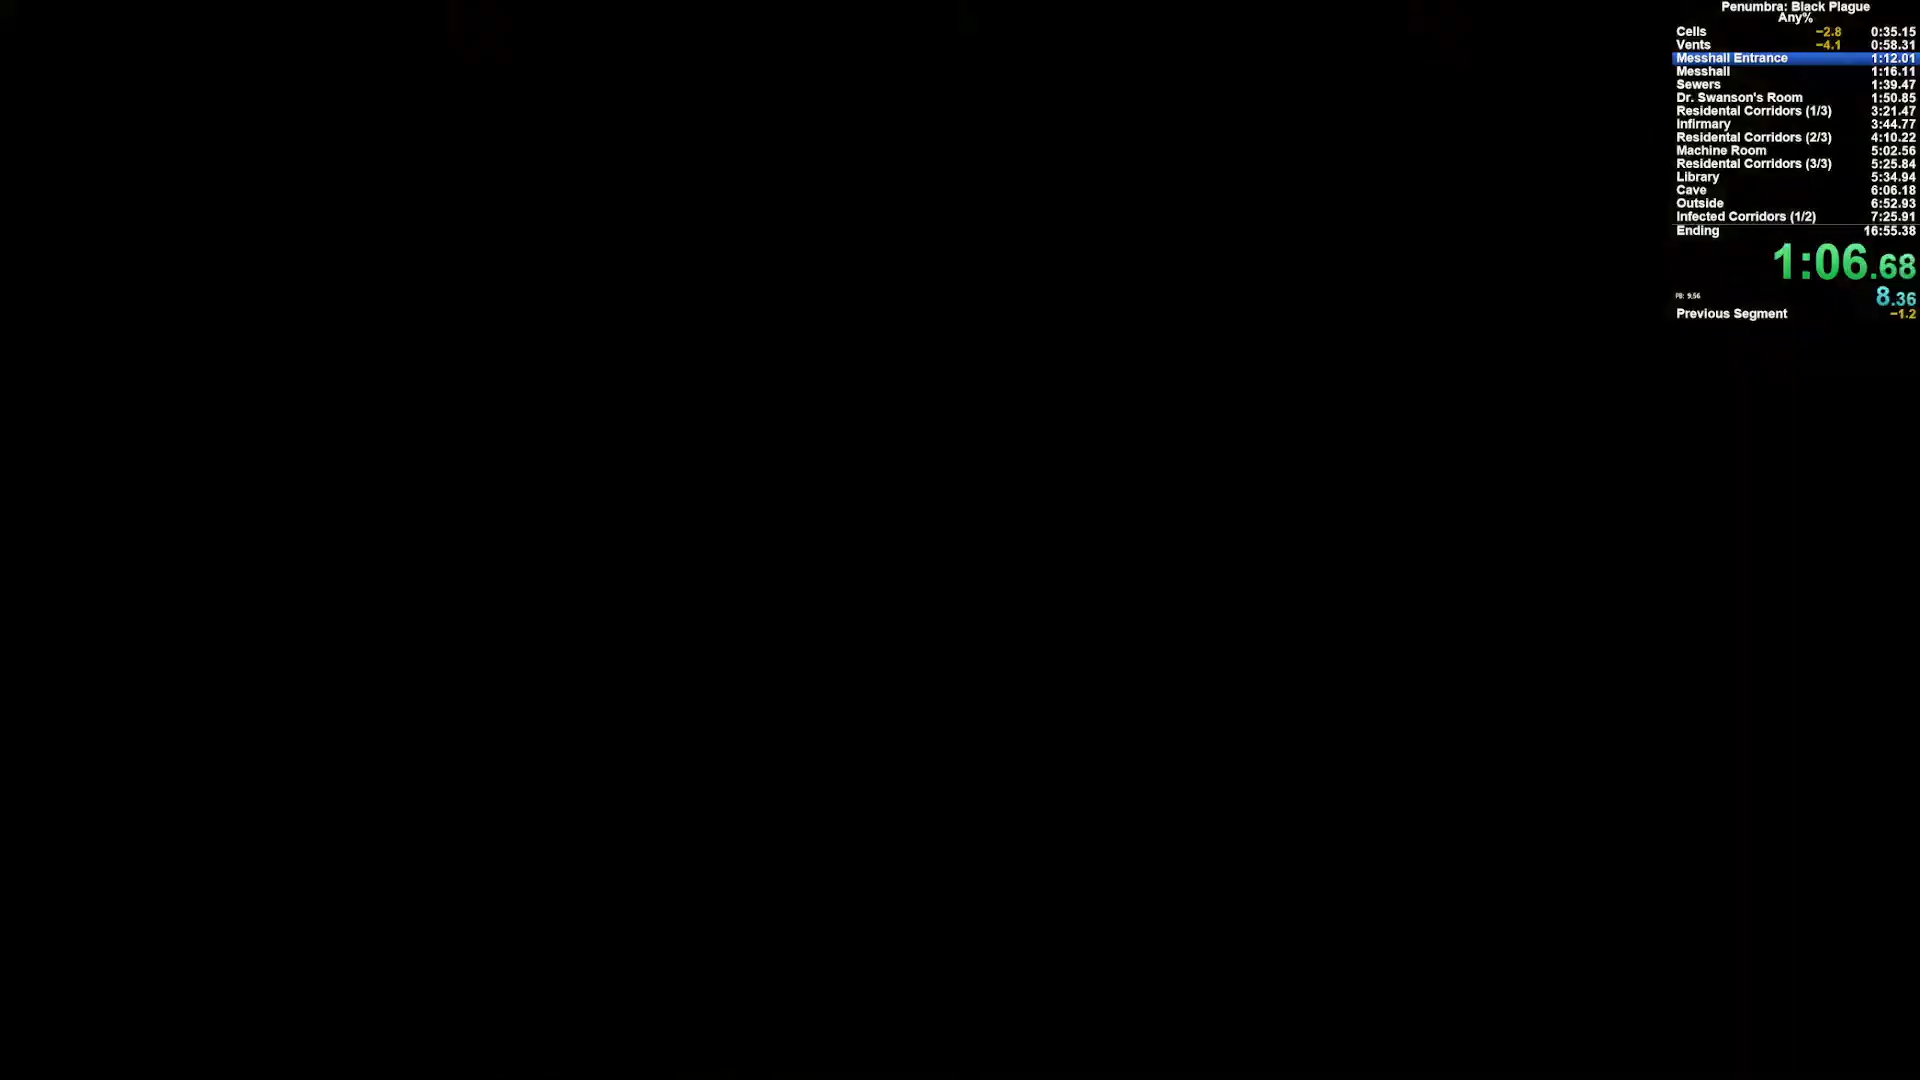 Penumbra: Black Plague
Any%
Cells −2.8 0:35.15
Vents −4.1 0:58.31
Messhall Entrance 1:12.01
Messhall 1:16.11
Sewers 1:39.47
Dr. Swanson's Room 1:50.85
Residental Corridors (1/3) 3:21.47
Infirmary 3:44.77
Residental Corridors (2/3) 4:10.22
Machine Room 5:02.56
Residental Corridors (3/3) 5:25.84
Library 5:34.94
Cave 6:06.18
Outside 6:52.93
Infected Corridors (1/2) 7:25.91
Ending 16:55.38
1:06.68
PB: 9.56 8.36
Previous Segment −1.2